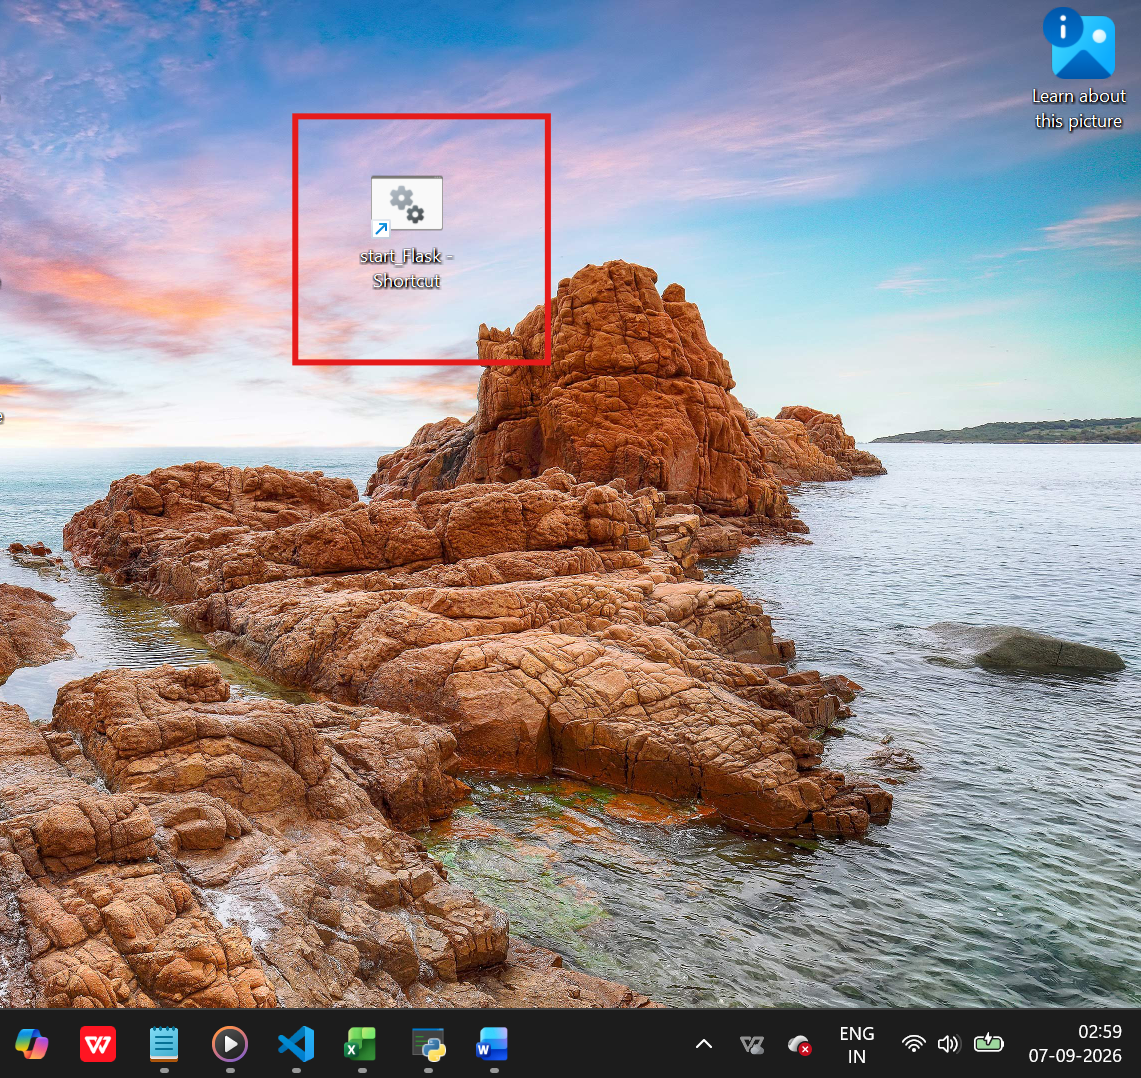 Learn about
this picture
start_Flask -
Shortcut
ENG
IN
02:59
07-09-2026